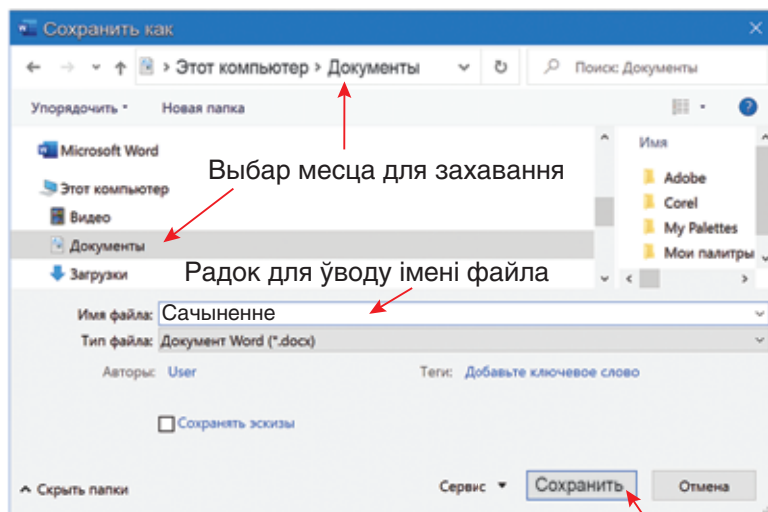 Сохранить как
Этот компьютер › Документы
Поиск: Документы
Упорядочить
Новая папка
Имя
Microsoft Word
Этот компьютер
Видео
Документы
Загрузки
Выбар месца для захавання
Adobe
Corel
My Palettes
Мои палитры
Радок для ўводу імені файла
Имя файла: Сачыненне
Тип файла: Документ Word (*.docx)
Авторы: User
Теги: Добавьте ключевое слово
Сохранять эскизы
Скрыть папки
Сервис
Сохранить
Отмена